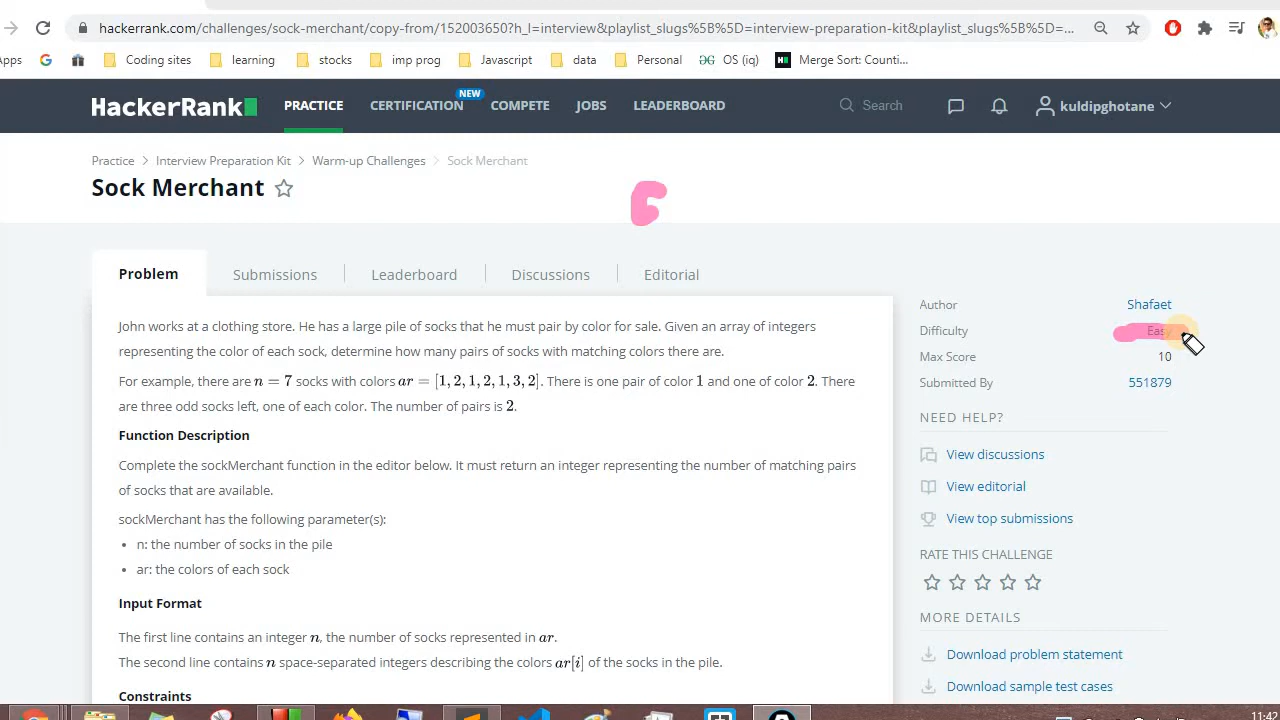 hackerrank.com/challenges/sock-merchant/copy-from/152003650?h_l=interview&playlist_slugs%5B%5D=interview-preparation-kit&playlist_slugs%5B%5D=...
Apps
Coding sites
learning
stocks
imp prog
Javascript
data
Personal
OS (iq)
Merge Sort: Counti...
HackerRank
PRACTICE
CERTIFICATION
NEW
COMPETE
JOBS
LEADERBOARD
Search
kuldipghotane
Practice > Interview Preparation Kit > Warm-up Challenges > Sock Merchant
Sock Merchant
Problem
Submissions
Leaderboard
Discussions
Editorial
John works at a clothing store. He has a large pile of socks that he must pair by color for sale. Given an array of integers
representing the color of each sock, determine how many pairs of socks with matching colors there are.
For example, there are n = 7 socks with colors ar = [1, 2, 1, 2, 1, 3, 2]. There is one pair of color 1 and one of color 2. There
are three odd socks left, one of each color. The number of pairs is 2.
Function Description
Complete the sockMerchant function in the editor below. It must return an integer representing the number of matching pairs
of socks that are available.
sockMerchant has the following parameter(s):
• n: the number of socks in the pile
• ar: the colors of each sock
Input Format
The first line contains an integer n, the number of socks represented in ar.
The second line contains n space-separated integers describing the colors ar[i] of the socks in the pile.
Constraints
Author Shafaet
Difficulty Easy
Max Score 10
Submitted By 551879
NEED HELP?
View discussions
View editorial
View top submissions
RATE THIS CHALLENGE
MORE DETAILS
Download problem statement
Download sample test cases
11:42